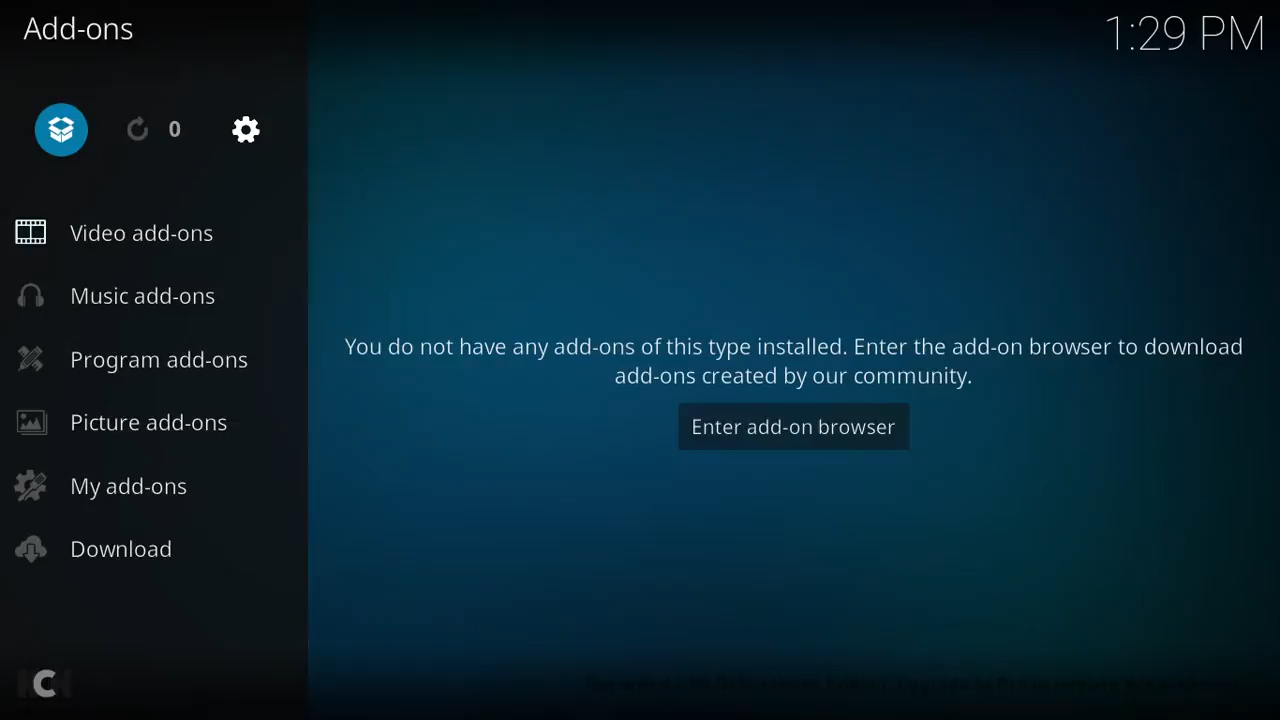 Add-ons
1:29 PM
0
Video add-ons
Music add-ons
Program add-ons
Picture add-ons
My add-ons
Download
You do not have any add-ons of this type installed. Enter the add-on browser to download
add-ons created by our community.
Enter add-on browser
C